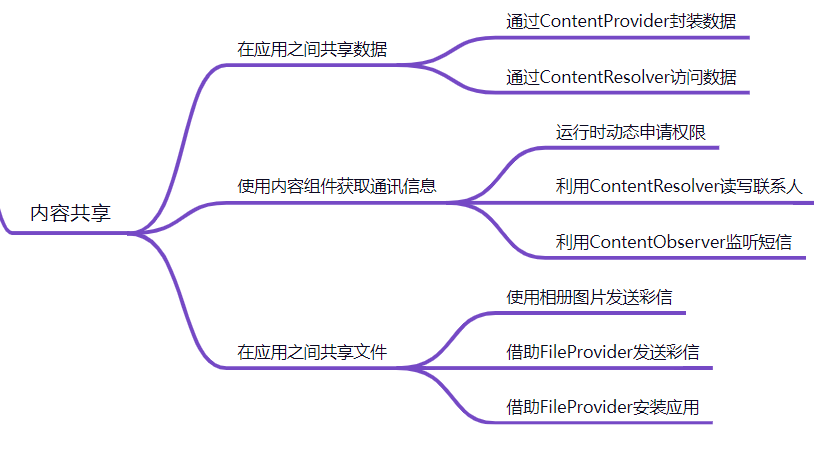 内容共享
在应用之间共享数据
通过ContentProvider封装数据
通过ContentResolver访问数据
使用内容组件获取通讯信息
运行时动态申请权限
利用ContentResolver读写联系人
利用ContentObserver监听短信
在应用之间共享文件
使用相册图片发送彩信
借助FileProvider发送彩信
借助FileProvider安装应用